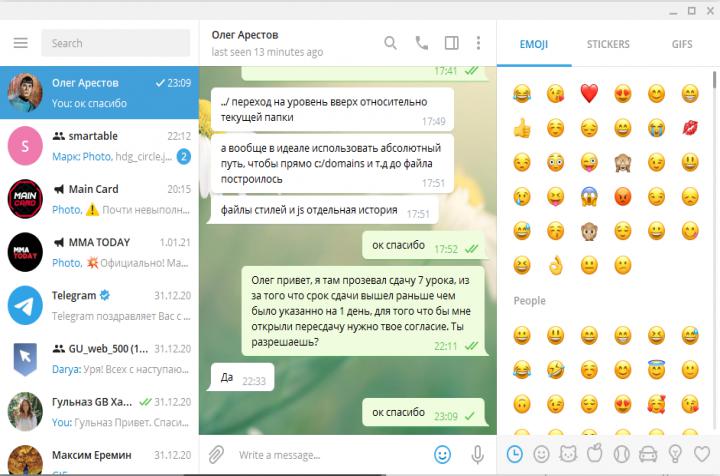 Search
Олег Арестов
23:09
You: ок спасибо
smartable
22:12
Марк: Photo, hdg_circle.j...
2
S
Main Card
20:15
Photo, ⚠️ Почти невыполн...
MAIN
CARD
MMA TODAY
1.01.21
Photo, 💥Официально! Ма...
MMA
TODAY
Telegram
31.12.20
Telegram поздравляет Вас с
GU_web_500 (1...
31.12.20
Darya: Уря! Всех с наступаю...
Гульназ GB Ха...
31.12.20
You: Гульназ Привет. Спаси...
Максим Еремин
31.12.20
Олег Арестов
last seen 13 minutes ago
17:41
../ переход на уровень вверх относительно
текущей папки
17:49
а вообще в идеале использовать абсолютный
путь, чтобы прямо c:/domains и т.д до файла
построилось
17:51
файлы стилей и js отдельная история
17:51
ок спасибо
17:52
Олег привет, я там прозевал сдачу 7 урока, из
за того что срок сдачи вышел раньше чем
было указанно на 1 день, для того что бы мне
открыли пересдачу нужно твое согласие. Ты
разрешаешь?
22:11
Да
22:33
ок спасибо
23:09
Write a message...
EMOJI
STICKERS
GIFS
People